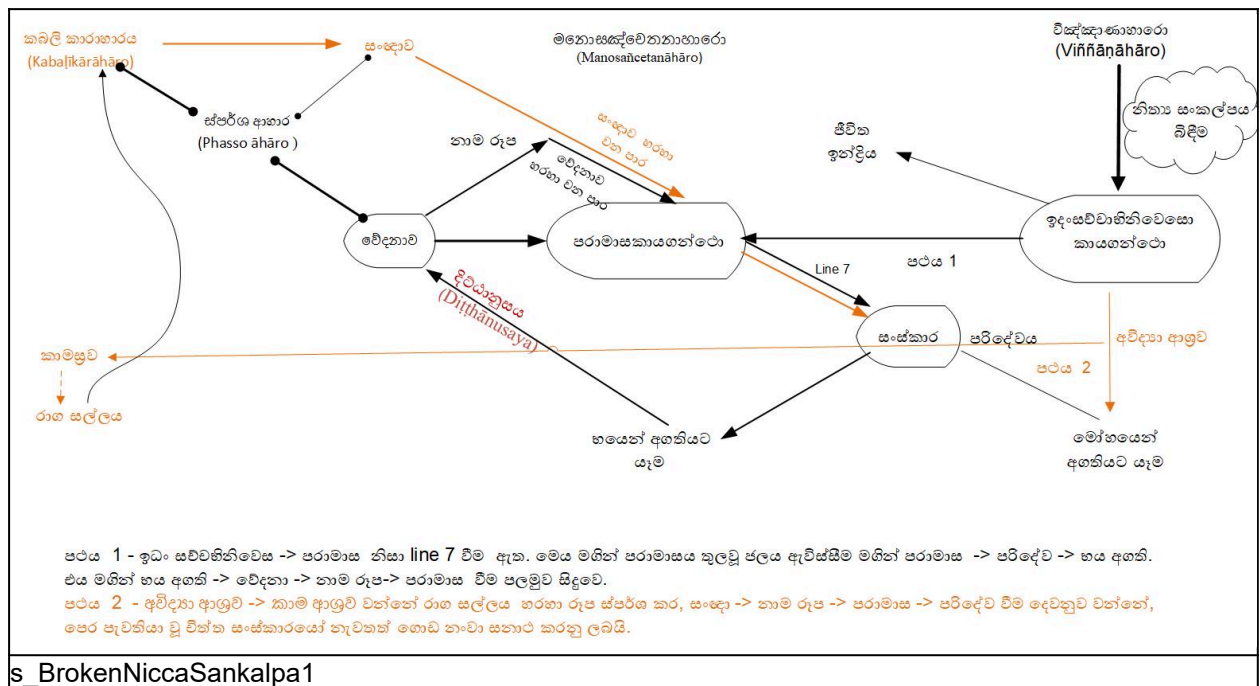 කබලි කාරාහාරය
(Kabaḷīkārāhāro)
සංඥාව
මනොසඤ්චෙතනාහාරො
(Manosañcetanāhāro)
විඤ්ඤාණාහාරො
(Viññāṇāhāro)
නිත්‍ය සංකල්පය
බිඳීම
ස්පර්ශ ආහාර
(Phasso āhāro )
නාම රූප
සංඥාව හරහා
වන පාර
වේදනාව
හරහා වන පාර
ජීවිත
ඉන්ද්‍රිය
වේදනාව
පරාමාසකායගන්ථො
ඉදංසච්චාභිනිවෙසො
කායගන්ථො
පථය 1
Line 7
දිට්ඨානුසය
(Diṭṭhānusaya)
සංස්කාර
පරිදේවය
අවිද්‍යා ආශ්‍රව
කාමස්‍රව
පථය 2
රාග සල්ලය
භයෙන් අගතියට
යෑම
මෝහයෙන්
අගතියට යෑම
පථය 1 - ඉධං සච්චභිනිවෙස -> පරාමාස නිසා line 7 වීම ඇත. මෙය මගින් පරාමාසය තුලවූ ජලය ඇවිස්සීම මගින් පරාමාස -> පරිදේව -> භය අගති.
එය මගින් භය අගති -> වේදනා -> නාම රූප-> පරාමාස වීම පලමුව සිදුවෙ.
පථය 2 - අවිද්‍යා ආශ්‍රව -> කාම ආශ්‍රව වන්නේ රාග සල්ලය හරහා රූප ස්පර්ශ කර, සංඥා -> නාම රූප -> පරාමාස -> පරිදේව වීම දෙවනුව වන්නේ,
පෙර පැවතියා වූ චිත්ත සංස්කාරයෝ නැවතත් ගොඩ නංවා සනාථ කරනු ලබයි.
s_BrokenNiccaSankalpa1